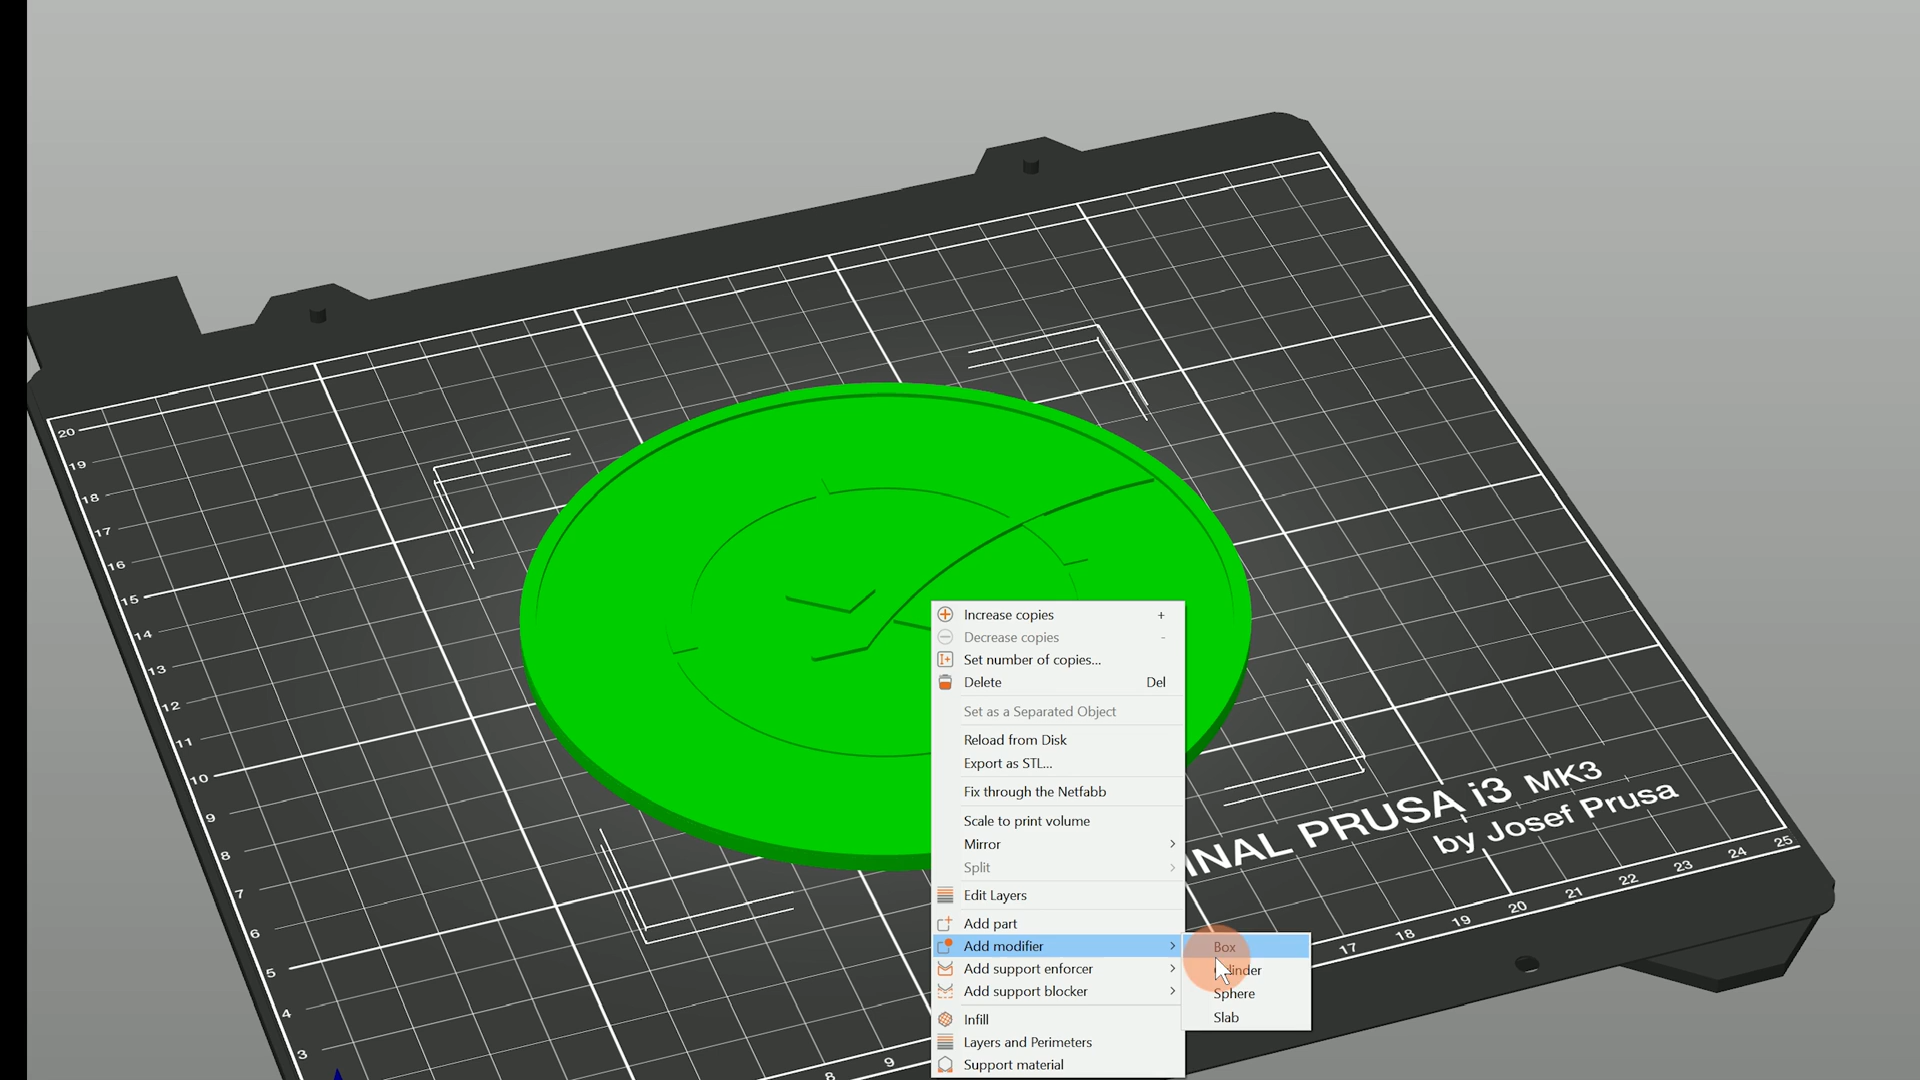 20
19
18
17
16
15
14
13
12
11
10
9
8
7
6
5
4
3
Increase copies +
Decrease copies -
Set number of copies...
Delete Del
Set as a Separated Object
Reload from Disk
Export as STL...
Fix through the Netfabb
Scale to print volume
Mirror
Split
Edit Layers
Add part
Add modifier
Add support enforcer
Add support blocker
Infill
Layers and Perimeters
Support material
Box
Sphere
Slab
INAL PRUSA i3 MK3
by Josef Prusa
8 9 17 18 19 20 21 22 23 24 25